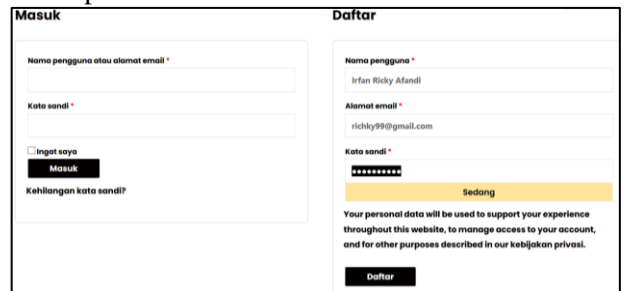 Masuk
Nama pengguna atau alamat email *
Kata sandi *
Ingat saya
Masuk
Kehilangan kata sandi?
Daftar
Nama pengguna *
Irfan Ricky Afandi
Alamat email *
richky99@gmail.com
Kata sandi *
••••••••••
Sedang
Your personal data will be used to support your experience
throughout this website, to manage access to your account,
and for other purposes described in our kebijakan privasi.
Daftar